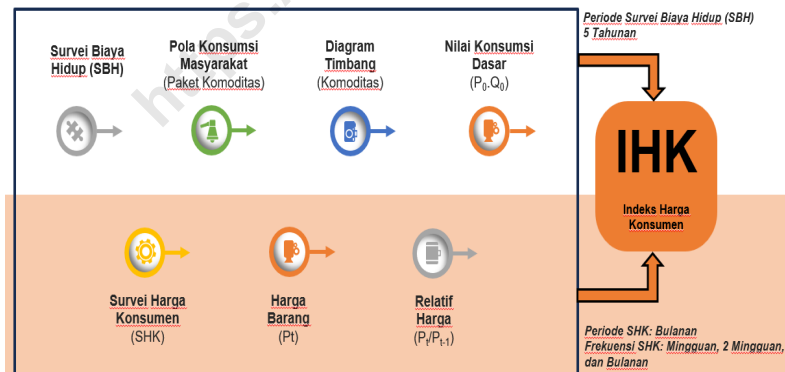 Periode Survei Biaya Hidup (SBH)
5 Tahunan
Survei Biaya
Hidup (SBH)
Pola Konsumsi
Masyarakat
(Paket Komoditas)
Diagram
Timbang
(Komoditas)
Nilai Konsumsi
Dasar
(P₀.Q₀)
IHK
Indeks Harga
Konsumen
Survei Harga
Konsumen
(SHK)
Harga
Barang
(Pt)
Relatif
Harga
(Pₜ/Pₜ₋₁)
Periode SHK: Bulanan
Frekuensi SHK: Mingguan, 2 Mingguan,
dan Bulanan
https: